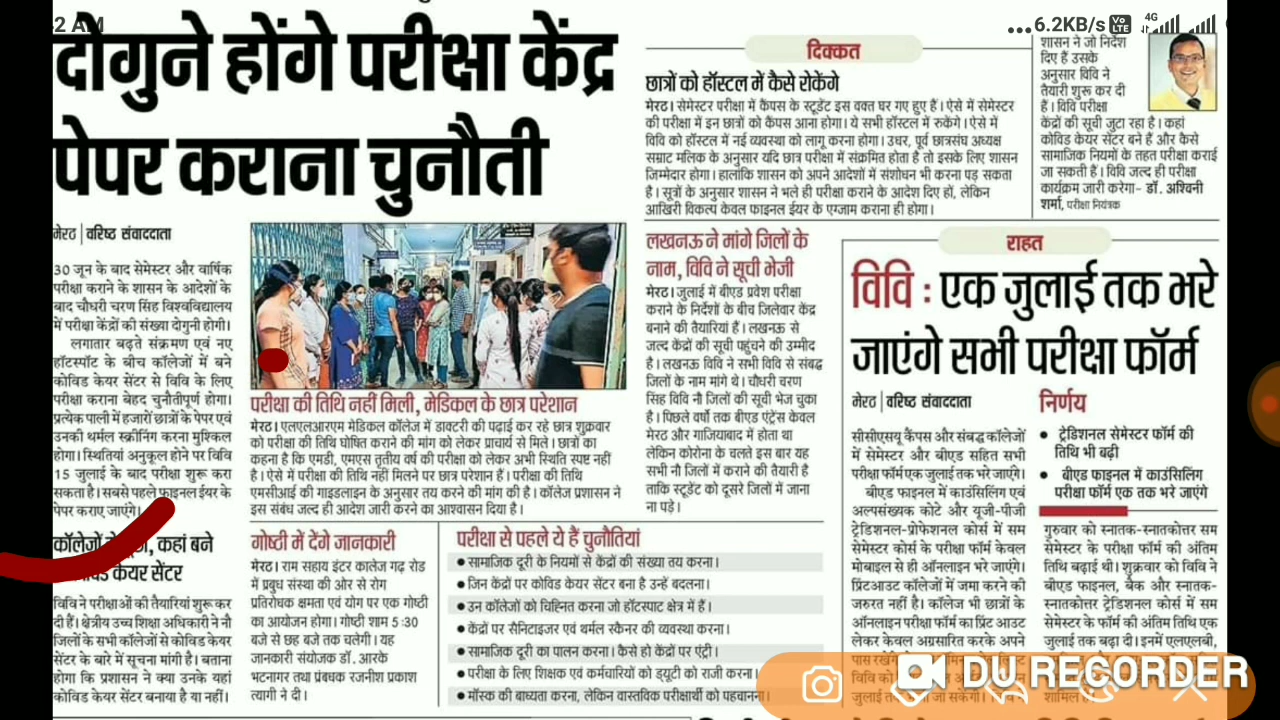 AM
6.2KB/s
Vo LTE
4G
दोगुने होंगे परीक्षा केंद्र
पेपर कराना चुनौती
मेरठ | वरिष्ठ संवाददाता
30 जून के बाद सेमेस्टर और वार्षिक
परीक्षा कराने के शासन के आदेशों के
बाद चौधरी चरण सिंह विश्वविद्यालय
में परीक्षा केंद्रों की संख्या दोगुनी होगी।
लगातार बढ़ते संक्रमण एवं नए
हॉटस्पॉट के बीच कॉलेजों में बने
कोविड केयर सेंटर से विवि के लिए
परीक्षा कराना बेहद चुनौतीपूर्ण होगा।
प्रत्येक पाली में हजारों छात्रों के पेपर एवं
उनकी थर्मल स्क्रीनिंग करना मुश्किल
होगा। स्थितियां अनुकूल होने पर विवि
15 जुलाई के बाद परीक्षा शुरू करा
सकता है। सबसे पहले फाइनल ईयर के
पेपर कराए जाएंगे।
कॉलेजों से , कहां बने
केयर सेंटर
विवि ने परीक्षाओं की तैयारियां शुरू कर
दी हैं। क्षेत्रीय उच्च शिक्षा अधिकारी ने नौ
जिलों के सभी कॉलेजों से कोविड केयर
सेंटर के बारे में सूचना मांगी है। बताना
होगा कि प्रशासन ने क्या उनके यहां
कोविड केयर सेंटर बनाया है या नहीं।
परीक्षा की तिथि नहीं मिली, मेडिकल के छात्र परेशान
मेरठ। एलएलआरएम मेडिकल कॉलेज में डाक्टरी की पढ़ाई कर रहे छात्र शुक्रवार
को परीक्षा की तिथि घोषित कराने की मांग को लेकर प्राचार्य से मिले। छात्रों का
कहना है कि एमडी, एमएस तृतीय वर्ष की परीक्षा को लेकर अभी स्थिति स्पष्ट नहीं
है। ऐसे में परीक्षा की तिथि नहीं मिलने पर छात्र परेशान हैं। परीक्षा की तिथि
एमसीआई की गाइडलाइन के अनुसार तय करने की मांग की है। कॉलेज प्रशासन ने
इस संबंध जल्द ही आदेश जारी करने का आश्वासन दिया है।
गोष्ठी में देंगे जानकारी
मेरठ। राम सहाय इंटर कालेज गढ़ रोड
में प्रबुध संस्था की ओर से रोग
प्रतिरोधक क्षमता एवं योग पर एक गोष्ठी
का आयोजन होगा। गोष्ठी शाम 5:30
बजे से छह बजे तक चलेगी। यह
जानकारी संयोजक डॉ. आरके
भटनागर तथा प्रबंधक रजनीश प्रकाश
त्यागी ने दी।
परीक्षा से पहले ये हैं चुनौतियां
● सामाजिक दूरी के नियमों से केंद्रों की संख्या तय करना।
● जिन केंद्रों पर कोविड केयर सेंटर बना है उन्हें बदलना।
● उन कॉलेजों को चिह्नित करना जो हॉटस्पाट क्षेत्र में हैं।
● केंद्रों पर सैनिटाइजर एवं थर्मल स्कैनर की व्यवस्था करना।
● सामाजिक दूरी का पालन करना। कैसे हो केंद्रों पर एंट्री।
● परीक्षा के लिए शिक्षक एवं कर्मचारियों को ड्यूटी को राजी करना।
● मॉस्क की बाध्यता करना, लेकिन वास्तविक परीक्षार्थी को पहचानना।
दिक्कत
छात्रों को हॉस्टल में कैसे रोकेंगे
मेरठ। सेमेस्टर परीक्षा में कैंपस के स्टूडेंट इस वक्त घर गए हुए हैं। ऐसे में सेमेस्टर
की परीक्षा में इन छात्रों को कैंपस आना होगा। ये सभी हॉस्टल में रुकेंगे। ऐसे में
विवि को हॉस्टल में नई व्यवस्था को लागू करना होगा। उधर, पूर्व छात्रसंघ अध्यक्ष
सम्राट मलिक के अनुसार यदि छात्र परीक्षा में संक्रमित होता है तो इसके लिए शासन
जिम्मेदार होगा। हालांकि शासन को अपने आदेशों में संशोधन भी करना पड़ सकता
है। सूत्रों के अनुसार शासन ने भले ही परीक्षा कराने के आदेश दिए हों, लेकिन
आखिरी विकल्प केवल फाइनल ईयर के एग्जाम कराना ही होगा।
शासन ने जो निर्देश
दिए हैं उसके
अनुसार विवि ने
तैयारी शुरू कर दी
हैं। विवि परीक्षा
केंद्रों की सूची जुटा रहा है। कहां
कोविड केयर सेंटर बने हैं और कैसे
सामाजिक नियमों के तहत परीक्षा कराई
जा सकती हैं। विवि जल्द ही परीक्षा
कार्यक्रम जारी करेगा- डॉ. अश्विनी
शर्मा, परीक्षा नियंत्रक
लखनऊ ने मांगे जिलों के
नाम, विवि ने सूची भेजी
मेरठ। जुलाई में बीएड प्रवेश परीक्षा
कराने के निर्देशों के बीच जिलेवार केंद्र
बनाने की तैयारियां हैं। लखनऊ से
जल्द केंद्रों की सूची पहुंचने की उम्मीद
है। लखनऊ विवि ने सभी विवि से संबद्ध
जिलों के नाम मांगे थे। चौधरी चरण
सिंह विवि नौ जिलों की सूची भेज चुका
है। पिछले वर्षों तक बीएड एंट्रेंस केवल
मेरठ और गाजियाबाद में होता था
लेकिन कोरोना के चलते इस बार यह
सभी नौ जिलों में कराने की तैयारी है
ताकि स्टूडेंट को दूसरे जिलों में जाना
ना पड़े।
राहत
विवि : एक जुलाई तक भरे
जाएंगे सभी परीक्षा फॉर्म
मेरठ | वरिष्ठ संवाददाता
सीसीएसयू कैंपस और संबद्ध कॉलेजों
में सेमेस्टर और बीएड सहित सभी
परीक्षा फॉर्म एक जुलाई तक भरे जाएंगे।
बीएड फाइनल में काउंसिलिंग एवं
अल्पसंख्यक कोटे और यूजी-पीजी
ट्रेडिशनल-प्रोफेशनल कोर्स में सम
सेमेस्टर कोर्स के परीक्षा फॉर्म केवल
मोबाइल से ही ऑनलाइन भरे जाएंगे।
प्रिंटआउट कॉलेजों में जमा करने की
जरुरत नहीं है। कॉलेज भी छात्रों के
ऑनलाइन परीक्षा फॉर्म का प्रिंट आउट
लेकर केवल अग्रसारित करके अपने
पास रखेंगे
विवि को
जुलाई तक जा सकेंगी।
निर्णय
● ट्रेडिशनल सेमेस्टर फॉर्म की
तिथि भी बढ़ी
● बीएड फाइनल में काउंसिलिंग
परीक्षा फॉर्म एक तक भरे जाएंगे
गुरुवार को स्नातक-स्नातकोत्तर सम
सेमेस्टर के परीक्षा फॉर्म की अंतिम
तिथि बढ़ाई थी। शुक्रवार को विवि ने
बीएड फाइनल, बैक और स्नातक-
स्नातकोत्तर ट्रेडिशनल कोर्स में सम
सेमेस्टर के फॉर्म की अंतिम तिथि एक
जुलाई तक बढ़ा दी। इनमें एलएलबी,
DU RECORDER